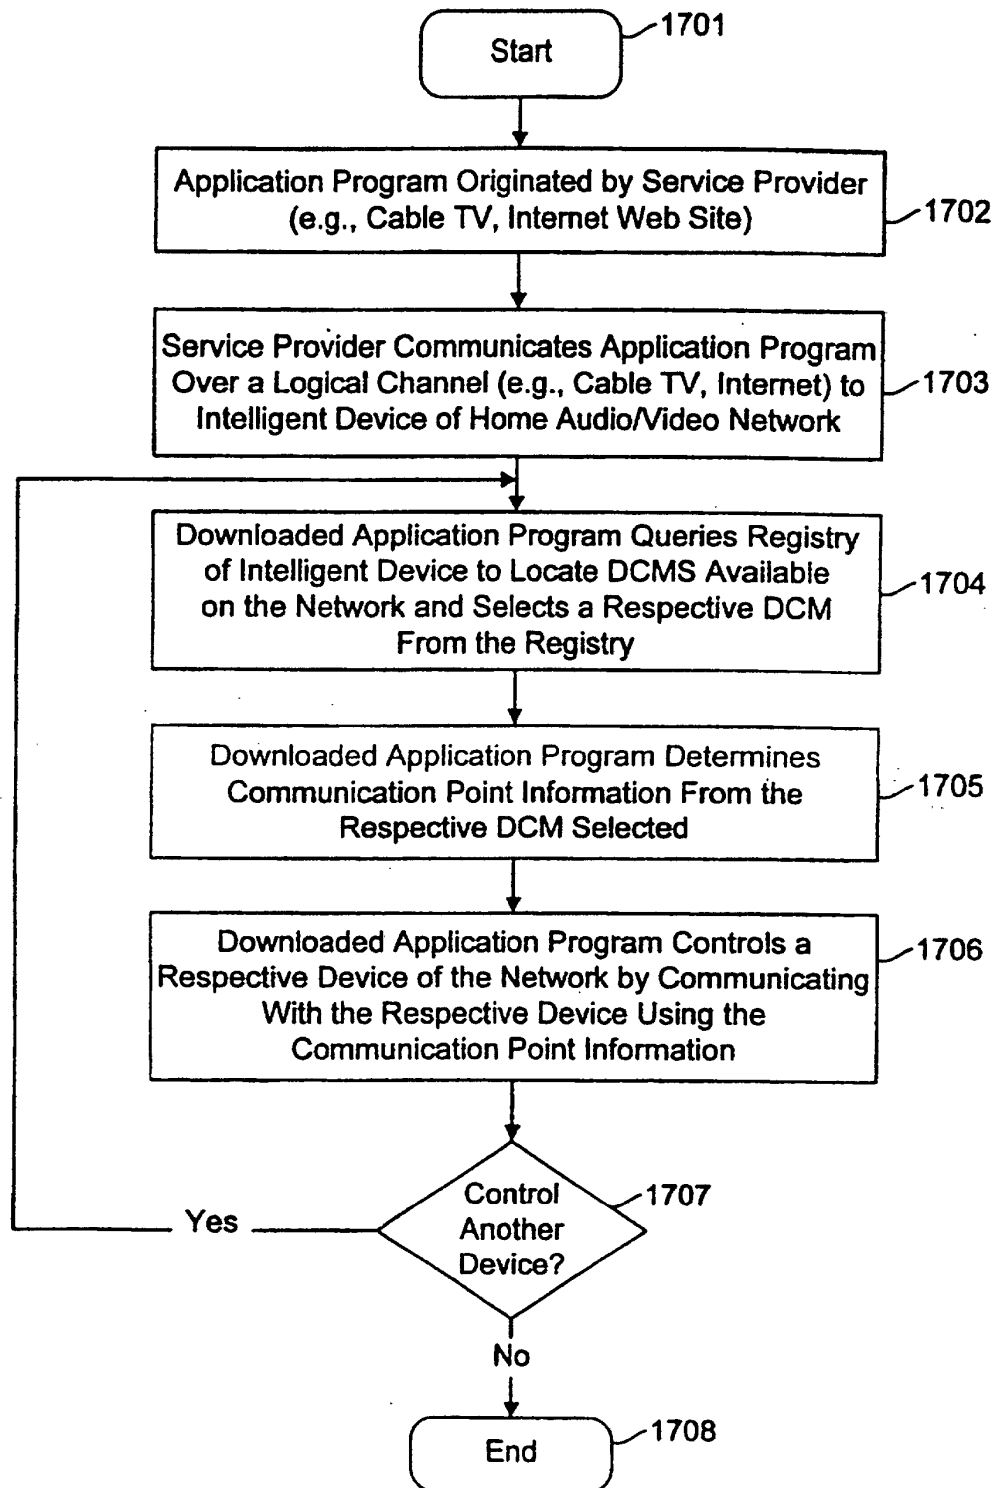 Start
1701
Application Program Originated by Service Provider
(e.g., Cable TV, Internet Web Site)
1702
Service Provider Communicates Application Program
Over a Logical Channel (e.g., Cable TV, Internet) to
Intelligent Device of Home Audio/Video Network
1703
Downloaded Application Program Queries Registry
of Intelligent Device to Locate DCMS Available
on the Network and Selects a Respective DCM
From the Registry
1704
Downloaded Application Program Determines
Communication Point Information From the
Respective DCM Selected
1705
Downloaded Application Program Controls a
Respective Device of the Network by Communicating
With the Respective Device Using the
Communication Point Information
1706
Control
Another
Device?
1707
Yes
No
End
1708